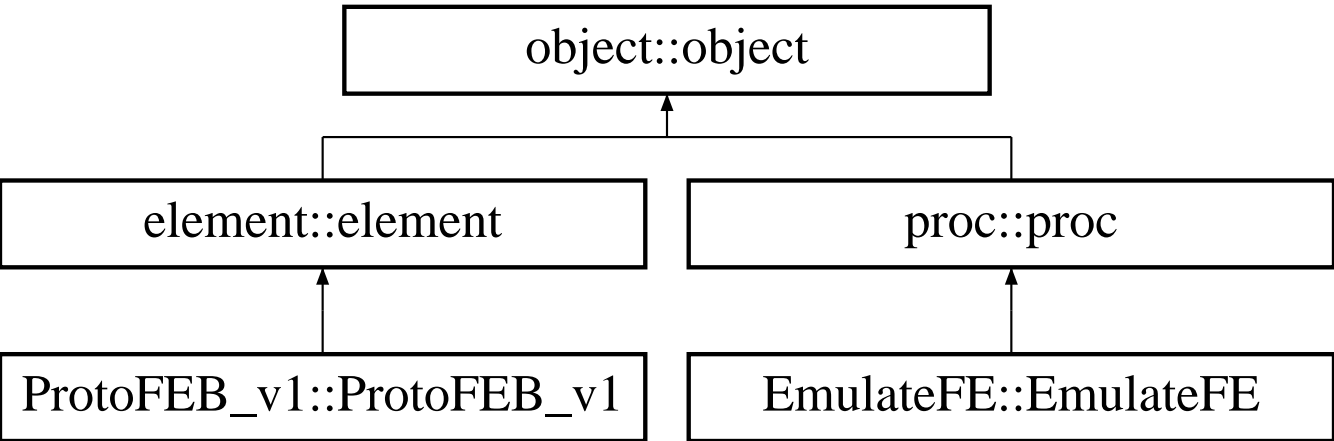 object::object
element::element
proc::proc
ProtoFEB_v1::ProtoFEB_v1
EmulateFE::EmulateFE